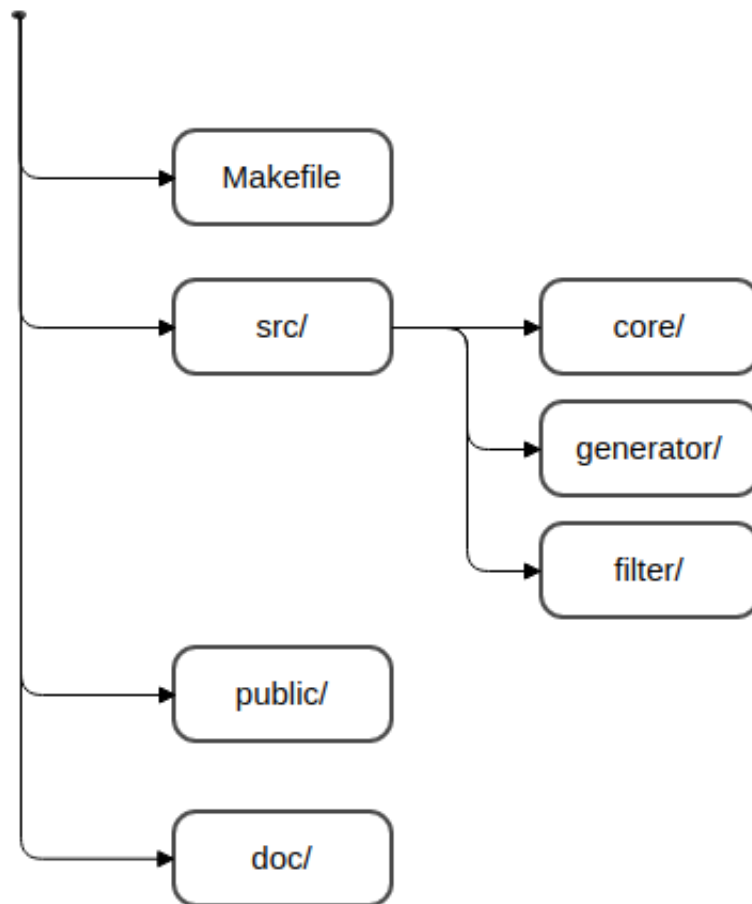 Makefile
src/
core/
generator/
filter/
public/
doc/